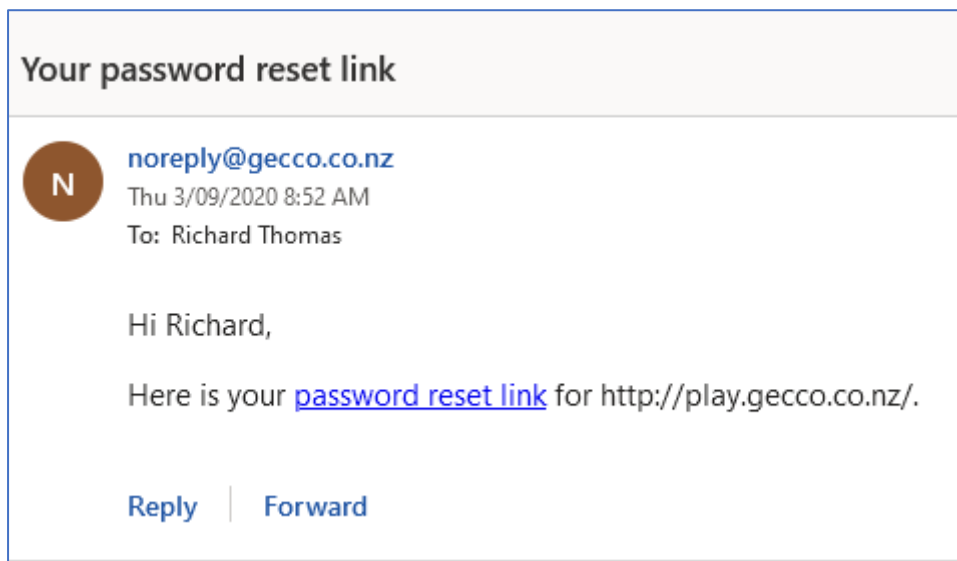 Your password reset link
N
noreply@gecco.co.nz
Thu 3/09/2020 8:52 AM
To: Richard Thomas
Hi Richard,
Here is your password reset link for http://play.gecco.co.nz/.
Reply Forward